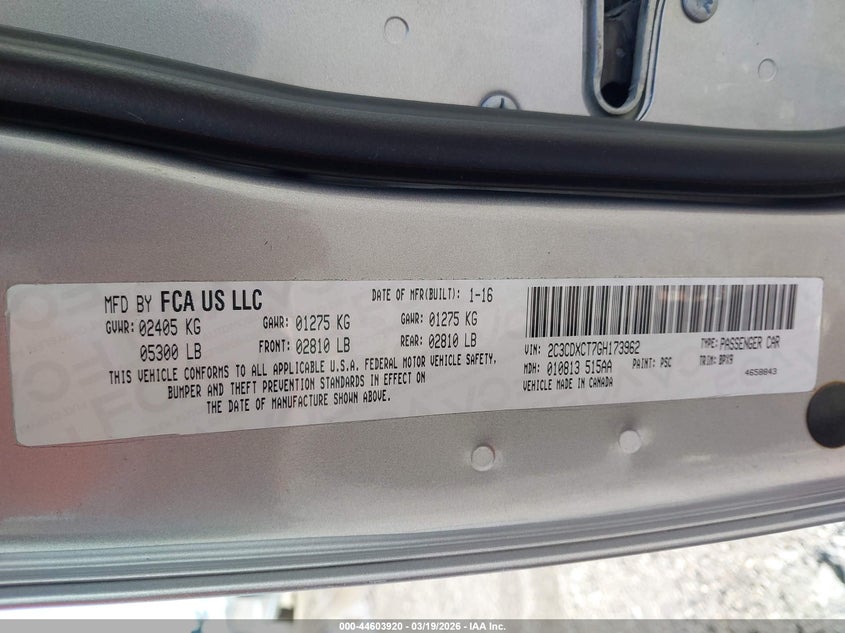 MFD BY FCA US LLC DATE OF MFR(BUILT): 1-16
GVWR: 02405 KG GAWR: 01275 KG GAWR: 01275 KG
05300 LB FRONT: 02810 LB REAR: 02810 LB
THIS VEHICLE CONFORMS TO ALL APPLICABLE U.S.A. FEDERAL MOTOR VEHICLE SAFETY,
BUMPER AND THEFT PREVENTION STANDARDS IN EFFECT ON
THE DATE OF MANUFACTURE SHOWN ABOVE.
VIN: 2C3CDXCT7GH173962 TYPE: PASSENGER CAR
MDH: 010813 515AA PAINT: PSC TRIM: BPX9
VEHICLE MADE IN CANADA 4658843
000-44603920 - 03/19/2026 - IAA Inc.